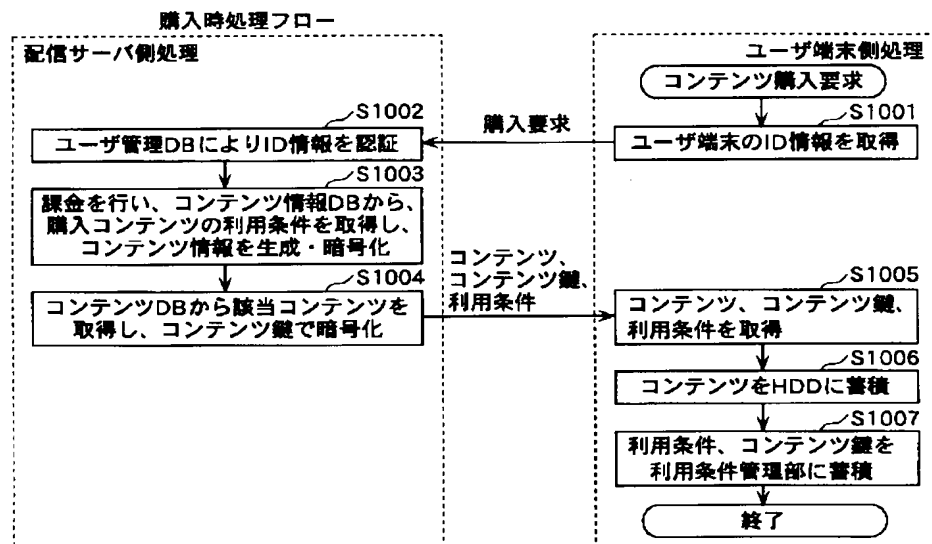 購入時処理フロー
配信サーバ側処理
ユーザ端末側処理
コンテンツ購入要求
S1001
ユーザ端末のID情報を取得
購入要求
S1002
ユーザ管理DBによりID情報を認証
S1003
課金を行い、コンテンツ情報DBから、
購入コンテンツの利用条件を取得し、
コンテンツ情報を生成・暗号化
S1004
コンテンツDBから該当コンテンツを
取得し、コンテンツ鍵で暗号化
コンテンツ、
コンテンツ鍵、
利用条件
S1005
コンテンツ、コンテンツ鍵、
利用条件を取得
S1006
コンテンツをHDDに蓄積
S1007
利用条件、コンテンツ鍵を
利用条件管理部に蓄積
終了